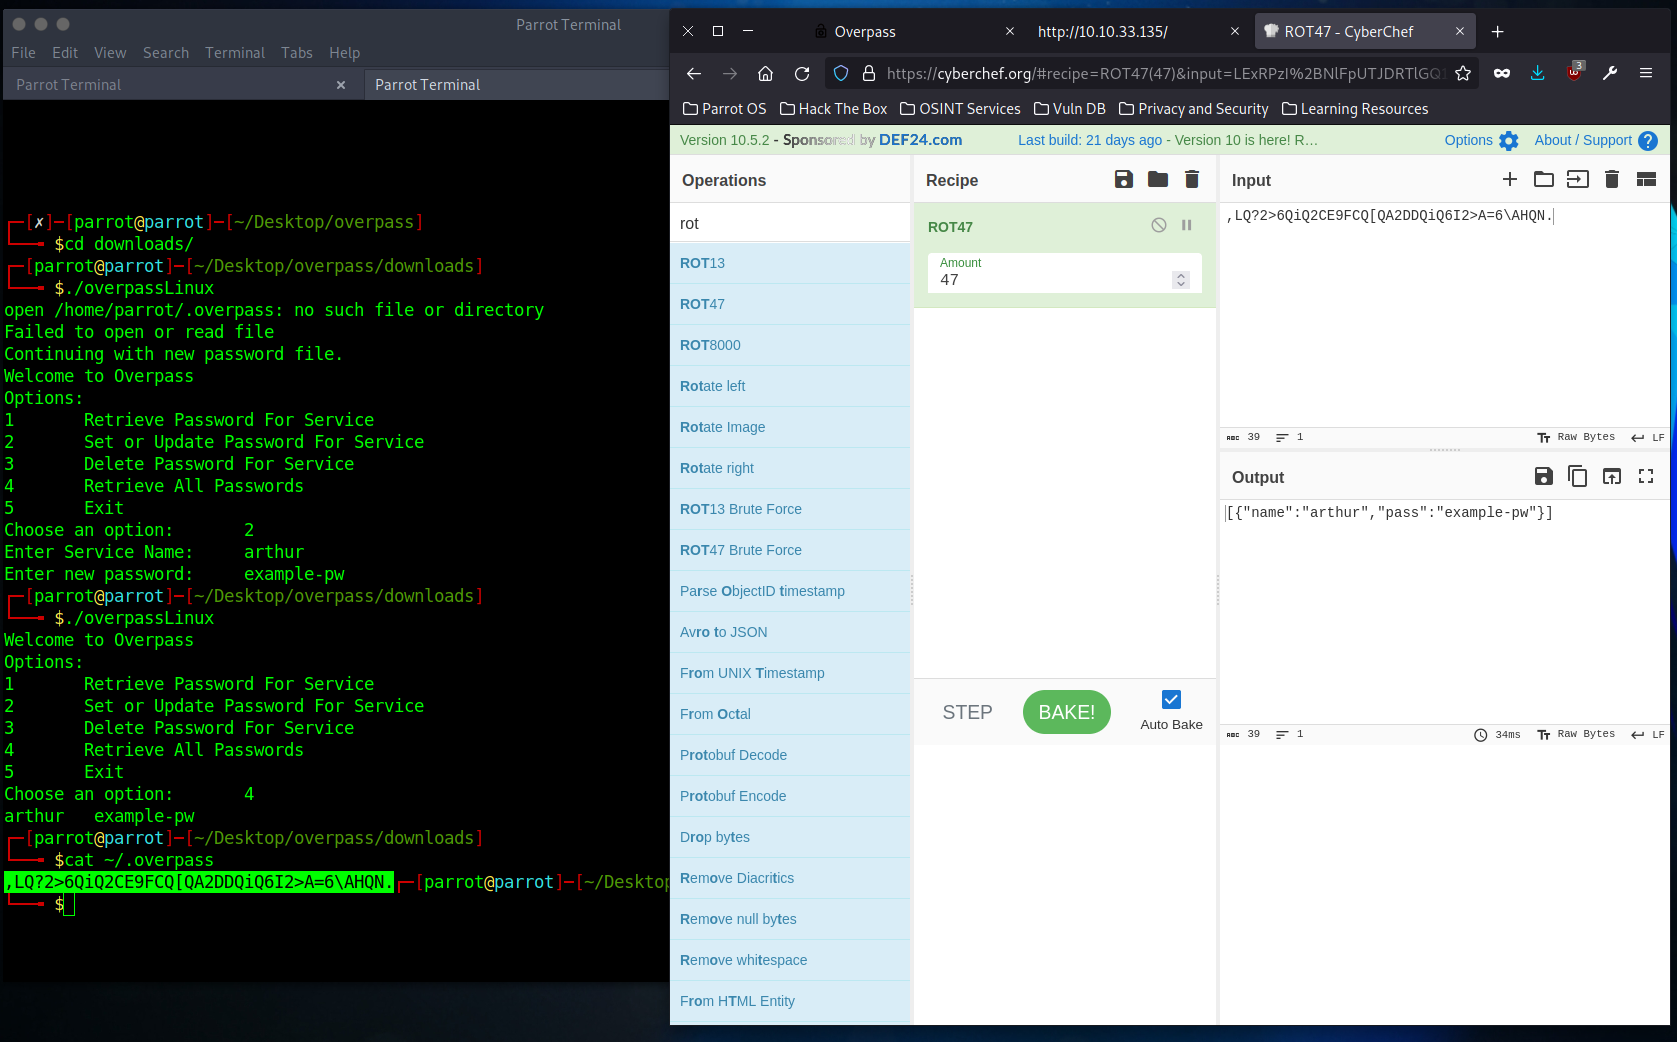 Parrot Terminal
File Edit View Search Terminal Tabs Help
Parrot Terminal × Parrot Terminal
┌─[✗]─[parrot@parrot]─[~/Desktop/overpass]
└──╼ $cd downloads/
┌─[parrot@parrot]─[~/Desktop/overpass/downloads]
└──╼ $./overpassLinux
open /home/parrot/.overpass: no such file or directory
Failed to open or read file
Continuing with new password file.
Welcome to Overpass
Options:
1 Retrieve Password For Service
2 Set or Update Password For Service
3 Delete Password For Service
4 Retrieve All Passwords
5 Exit
Choose an option: 2
Enter Service Name: arthur
Enter new password: example-pw
┌─[parrot@parrot]─[~/Desktop/overpass/downloads]
└──╼ $./overpassLinux
Welcome to Overpass
Options:
1 Retrieve Password For Service
2 Set or Update Password For Service
3 Delete Password For Service
4 Retrieve All Passwords
5 Exit
Choose an option: 4
arthur example-pw
┌─[parrot@parrot]─[~/Desktop/overpass/downloads]
└──╼ $cat ~/.overpass
,LQ?2>6QiQ2CE9FCQ[QA2DDQiQ6I2>A=6\AHQN.┌─[parrot@parrot]─[~/Desktop
└──╼ $
Overpass × http://10.10.33.135/ × ROT47 - CyberChef × +
https://cyberchef.org/#recipe=ROT47(47)&input=LExRPzI%2BNlFpUTJDRTlGQ1 3
Parrot OS Hack The Box OSINT Services Vuln DB Privacy and Security Learning Resources
Version 10.5.2 - Sponsored by DEF24.com Last build: 21 days ago - Version 10 is here! R… Options About / Support
Operations
rot
ROT13
ROT47
ROT8000
Rotate left
Rotate Image
Rotate right
ROT13 Brute Force
ROT47 Brute Force
Parse ObjectID timestamp
Avro to JSON
From UNIX Timestamp
From Octal
Protobuf Decode
Protobuf Encode
Drop bytes
Remove Diacritics
Remove null bytes
Remove whitespace
From HTML Entity
Recipe
ROT47
Amount
47
STEP BAKE! Auto Bake
Input
,LQ?2>6QiQ2CE9FCQ[QA2DDQiQ6I2>A=6\AHQN.
ABC 39 1 Tт Raw Bytes LF
Output
[{"name":"arthur","pass":"example-pw"}]
ABC 39 1 34ms Tт Raw Bytes LF